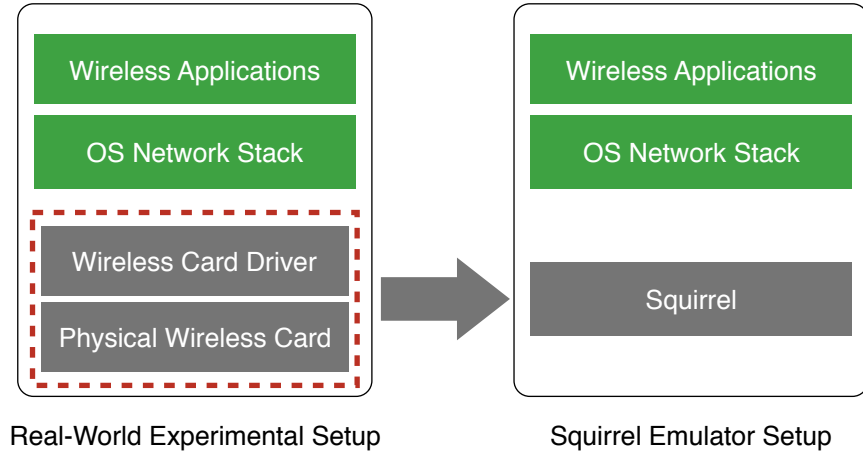 Wireless Applications
OS Network Stack
Wireless Card Driver
Physical Wireless Card
Real-World Experimental Setup
Wireless Applications
OS Network Stack
Squirrel
Squirrel Emulator Setup